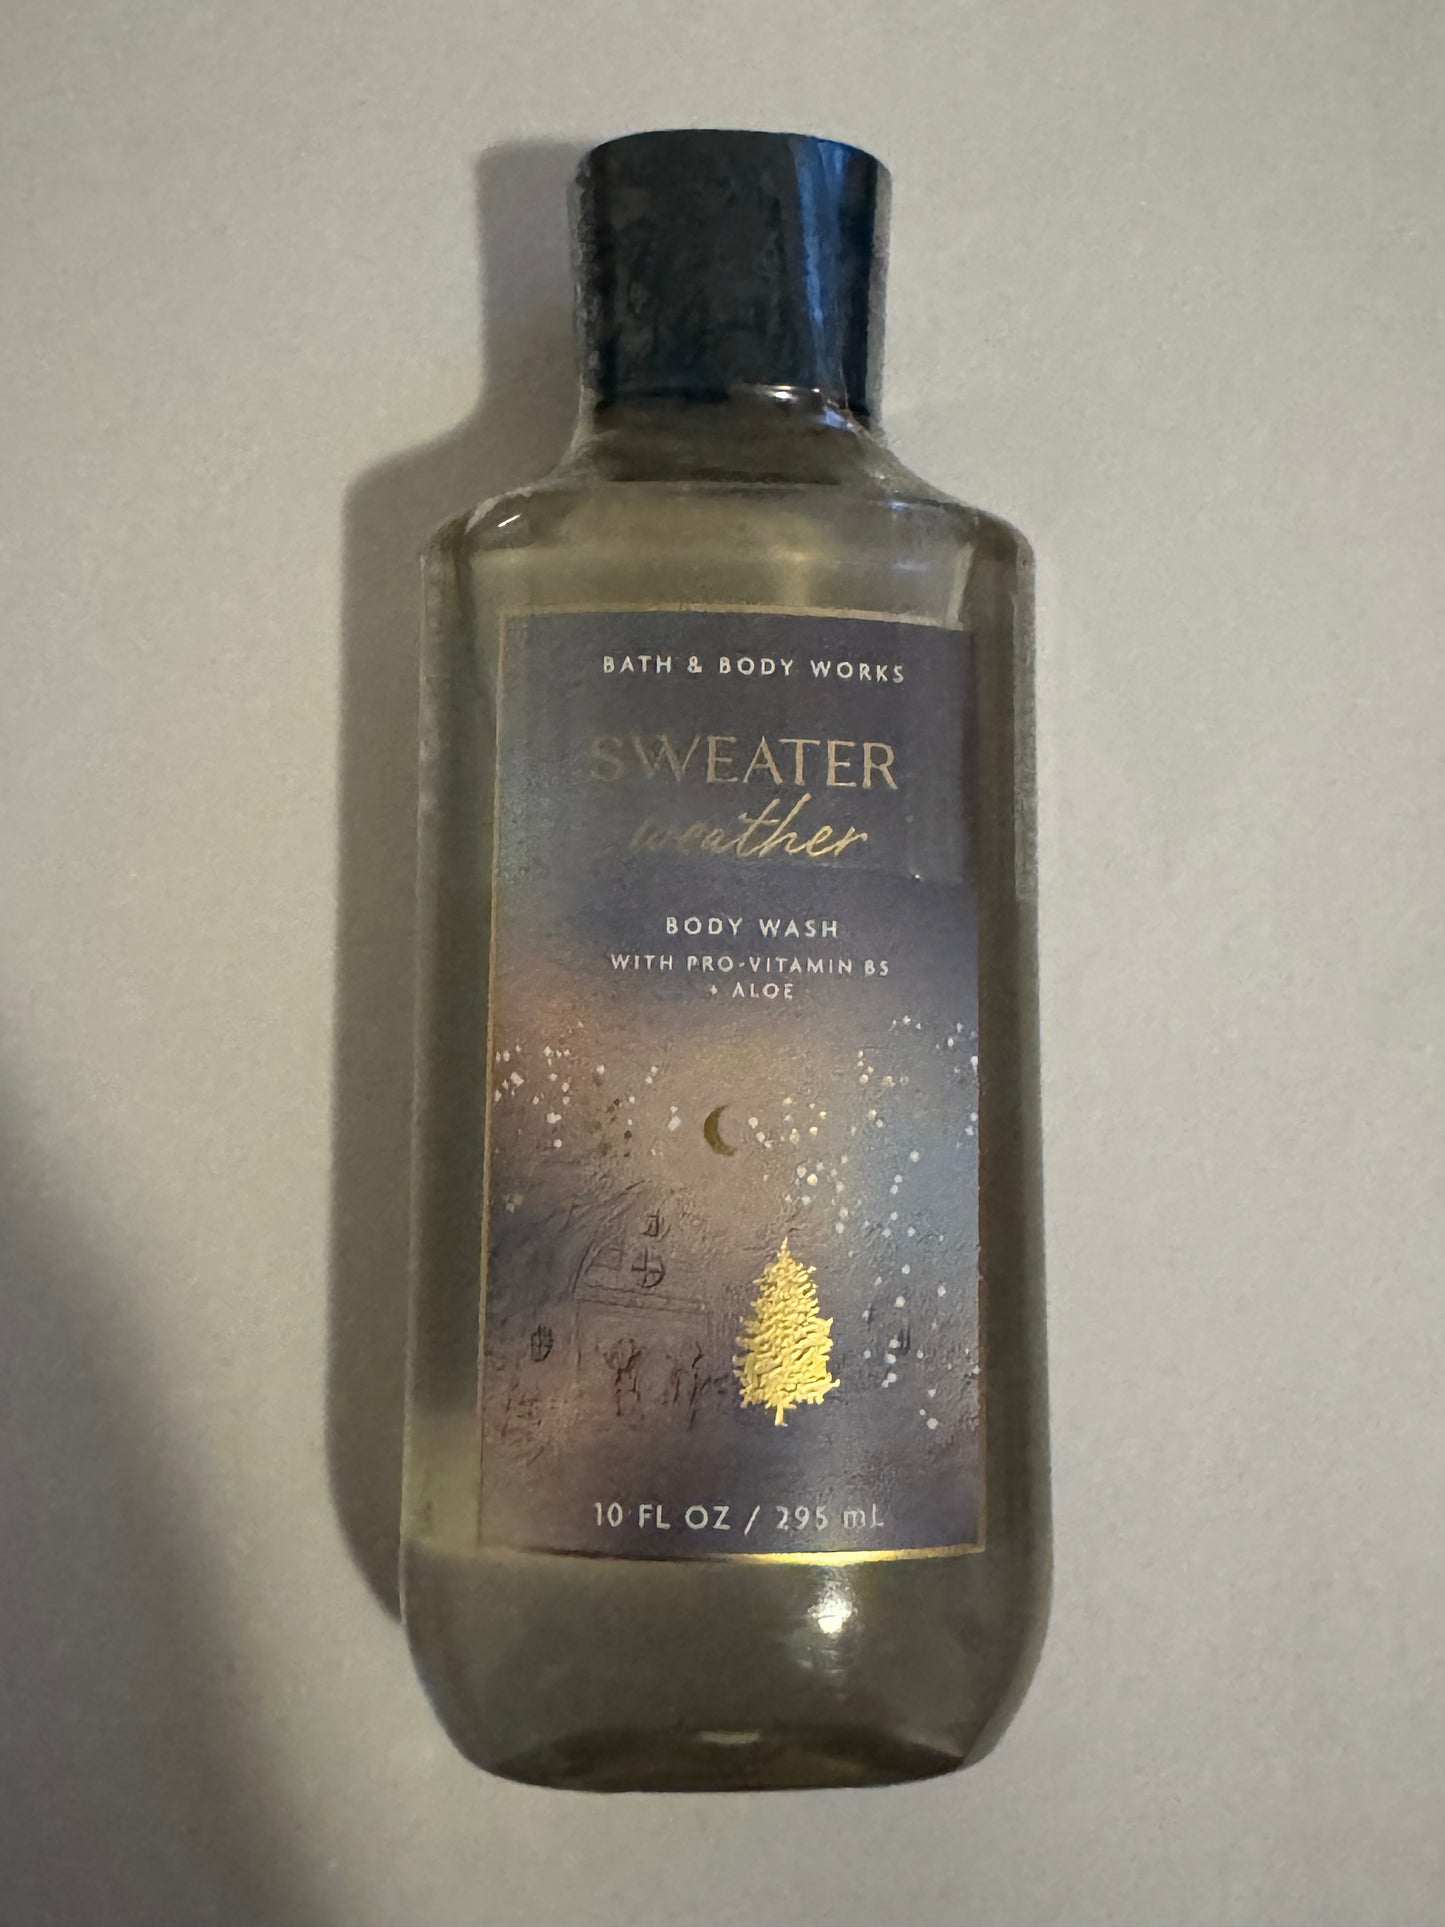 BATH & BODY WORKS
SWEATER
weather
BODY WASH
WITH PRO-VITAMIN B5
+ ALOE
10 FL OZ / 295 mL